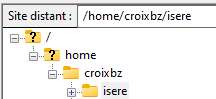 Site distant : /home/croixbz/isere
/
home
croixbz
isere